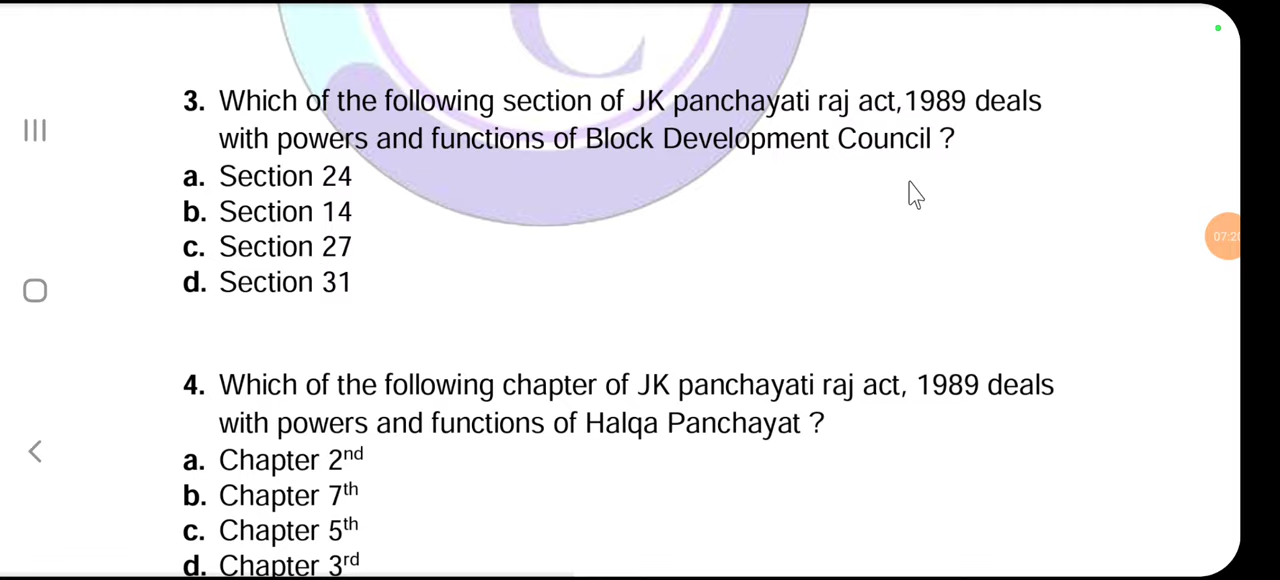 3. Which of the following section of JK panchayati raj act,1989 deals
with powers and functions of Block Development Council ?
a. Section 24
b. Section 14
c. Section 27
d. Section 31
07:20
4. Which of the following chapter of JK panchayati raj act, 1989 deals
with powers and functions of Halqa Panchayat ?
a. Chapter 2nd
b. Chapter 7th
c. Chapter 5th
d. Chapter 3rd